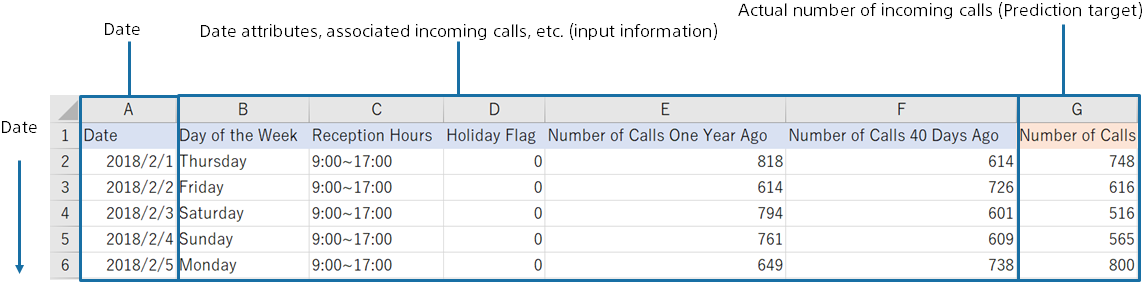 Actual number of incoming calls (Prediction target)
Date
Date attributes, associated incoming calls, etc. (input information)
A B C D E F G
Date
1 Date Day of the Week Reception Hours Holiday Flag Number of Calls One Year Ago Number of Calls 40 Days Ago Number of Calls
2 2018/2/1 Thursday 9:00~17:00 0 818 614 748
3 2018/2/2 Friday 9:00~17:00 0 614 726 616
4 2018/2/3 Saturday 9:00~17:00 0 794 601 516
5 2018/2/4 Sunday 9:00~17:00 0 761 609 565
6 2018/2/5 Monday 9:00~17:00 0 649 738 800